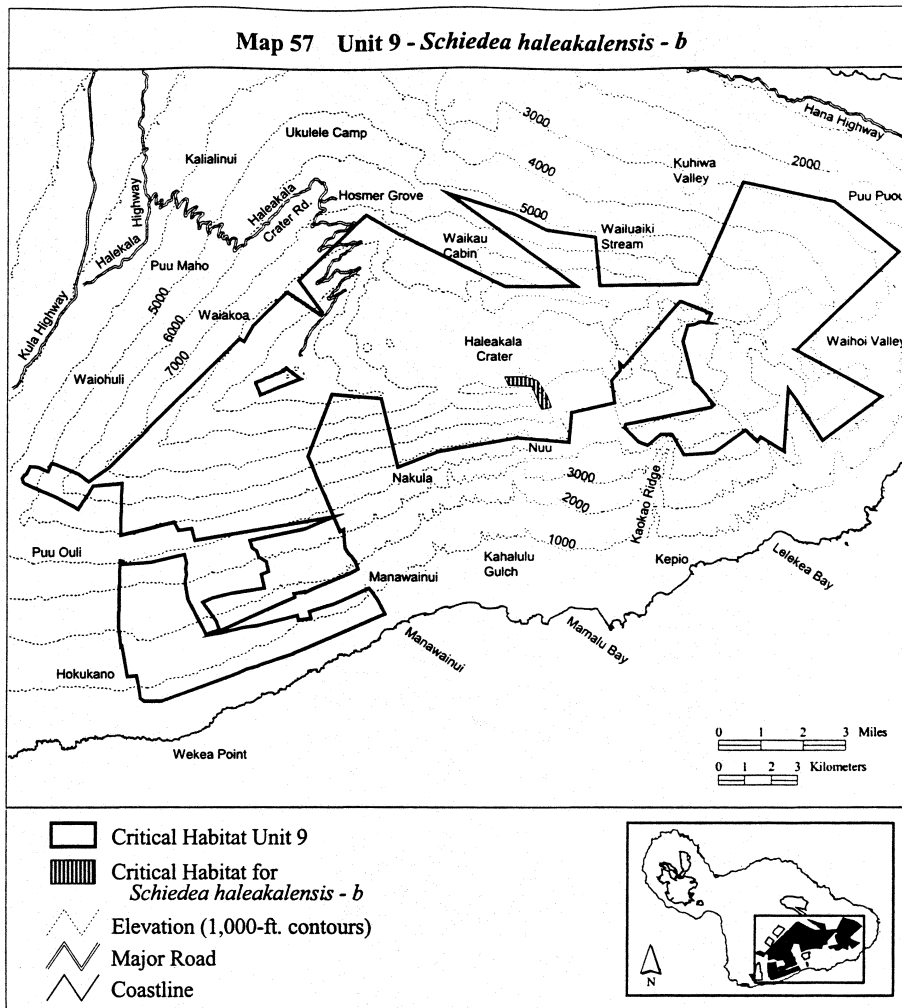 Map 57 Unit 9 - Schiedea haleakalensis - b
Hana Highway
3000
Ukulele Camp
Kalialinui
4000
Kuhiwa
Valley
2000
Highway
Haleakala
Crater Rd.
Hosmer Grove
Puu Puou
5000
Wailuaiki
Stream
Waikau
Cabin
Halekala
Puu Maho
5000
Waiakoa
6000
Kula Highway
Haleakala
Crater
Waihoi Valley
7000
Waiohuli
Nuu
Nakula
3000
2000
Kaokao Ridge
1000
Puu Ouli
Kahalulu
Gulch
Kepio
Lelekea Bay
Manawainui
Mamalu Bay
Manawainui
Hokukano
Wekea Point
0 1 2 3 Miles
0 1 2 3 Kilometers
Critical Habitat Unit 9
Critical Habitat for
Schiedea haleakalensis - b
Elevation (1,000-ft. contours)
Major Road
Coastline
N